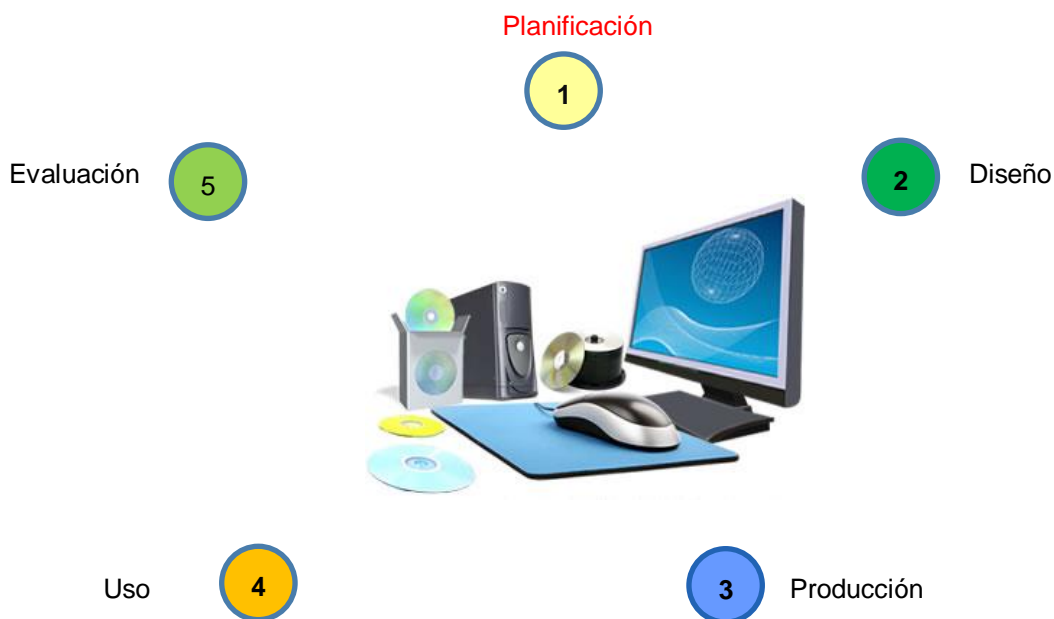 Planificación
1
Evaluación
5
2
Diseño
Uso
4
3
Producción